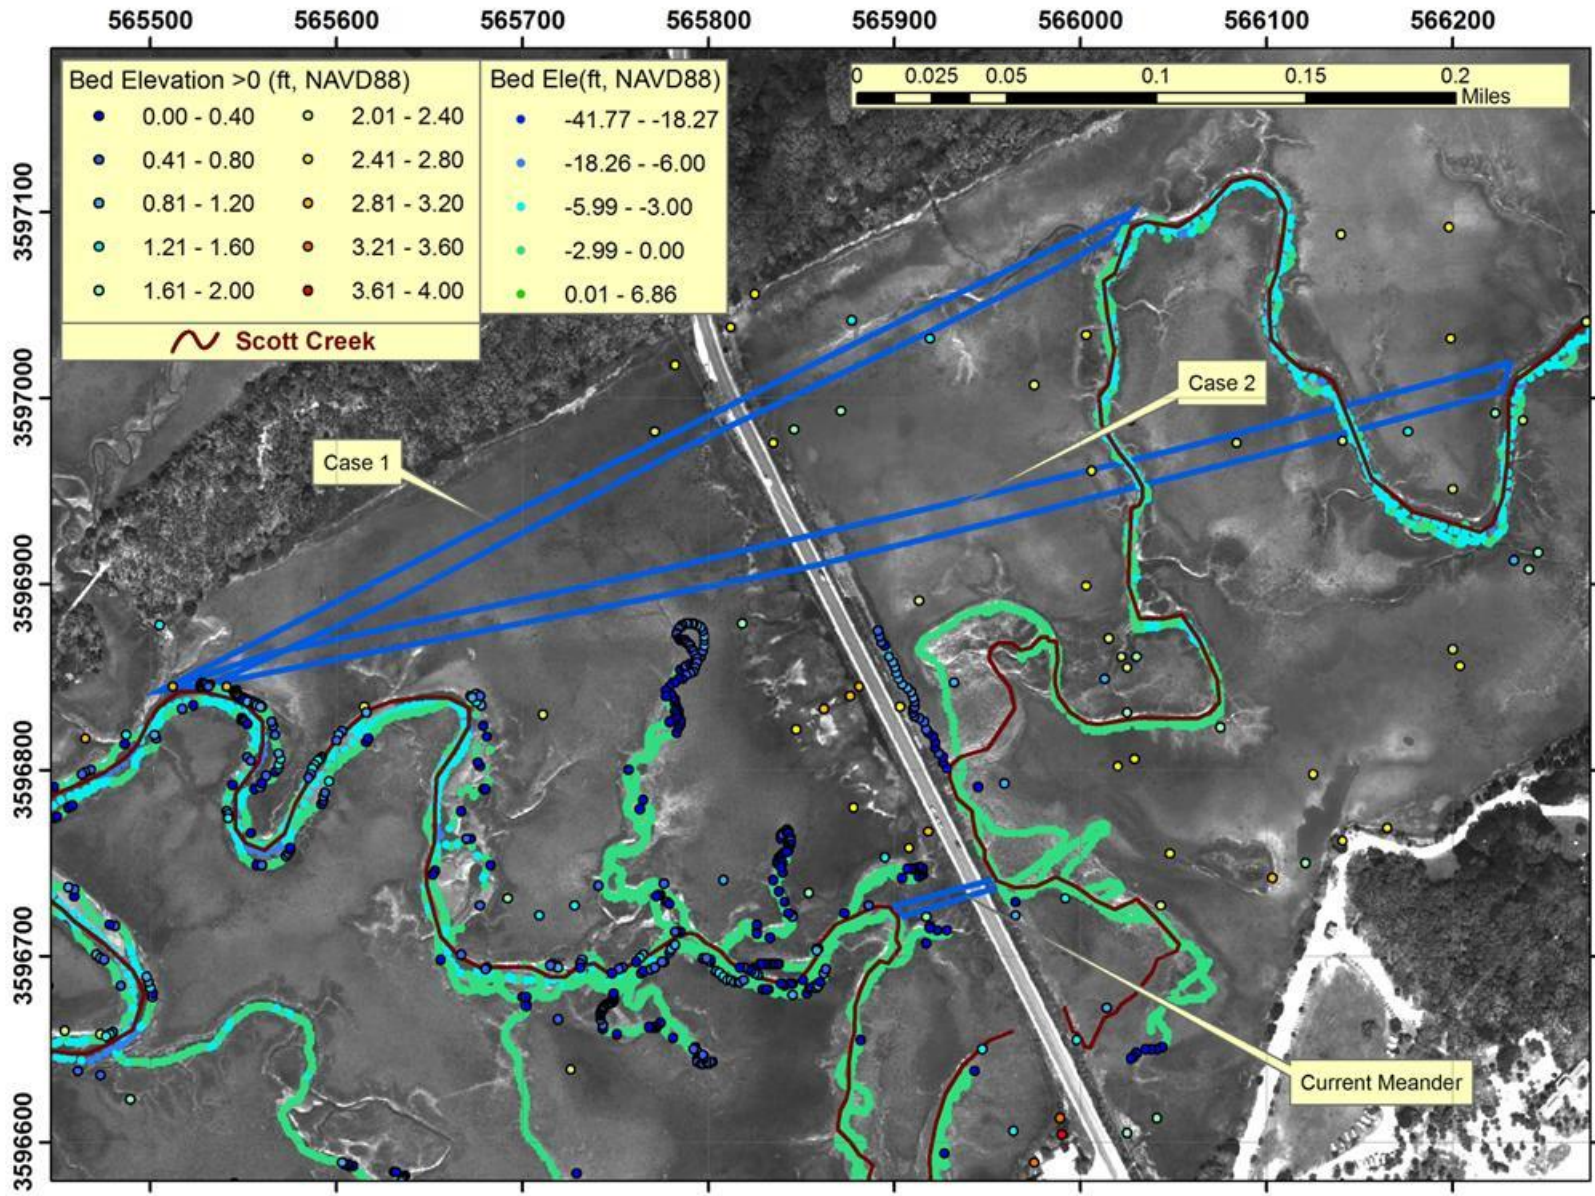 565500 565600 565700 565800 565900 566000 566100 566200
Bed Elevation >0 (ft, NAVD88)
0.00 - 0.40
0.41 - 0.80
0.81 - 1.20
1.21 - 1.60
1.61 - 2.00
2.01 - 2.40
2.41 - 2.80
2.81 - 3.20
3.21 - 3.60
3.61 - 4.00
Scott Creek
Bed Ele(ft, NAVD88)
-41.77 - -18.27
-18.26 - -6.00
-5.99 - -3.00
-2.99 - 0.00
0.01 - 6.86
0 0.025 0.05 0.1 0.15 0.2
Miles
3597100
3597000
3596900
3596800
3596700
3596600
Case 1
Case 2
Current Meander